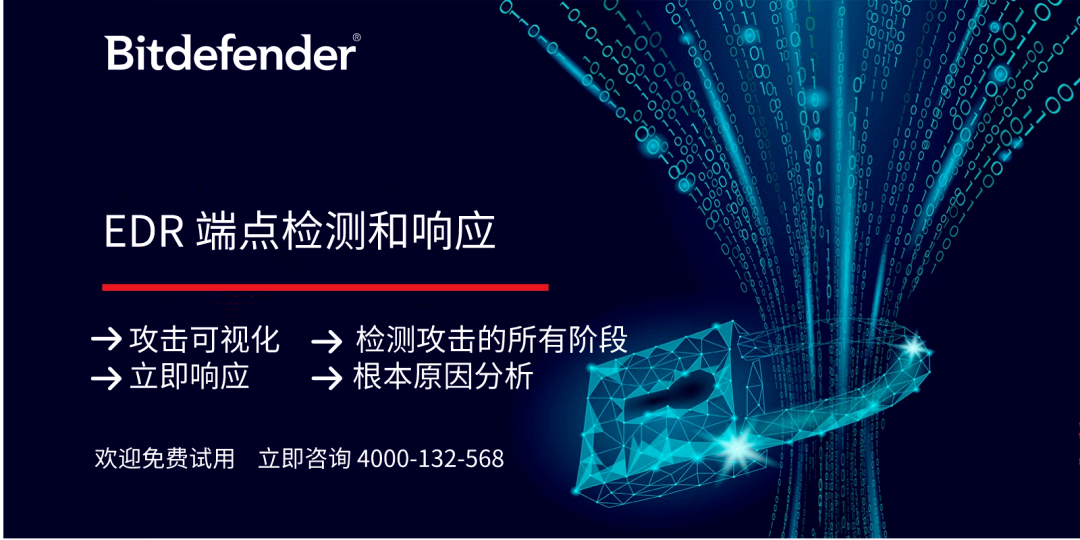 Bitdefender®
EDR 端点检测和响应
→ 攻击可视化 → 检测攻击的所有阶段
→ 立即响应 → 根本原因分析
欢迎免费试用 立即咨询 4000-132-568